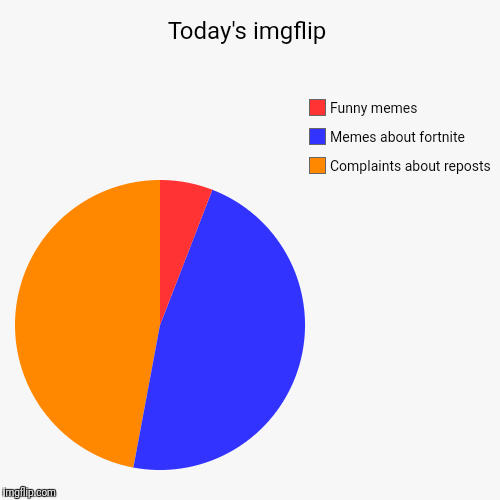 Today's imgflip
Funny memes
Memes about fortnite
Complaints about reposts
imgflip.com